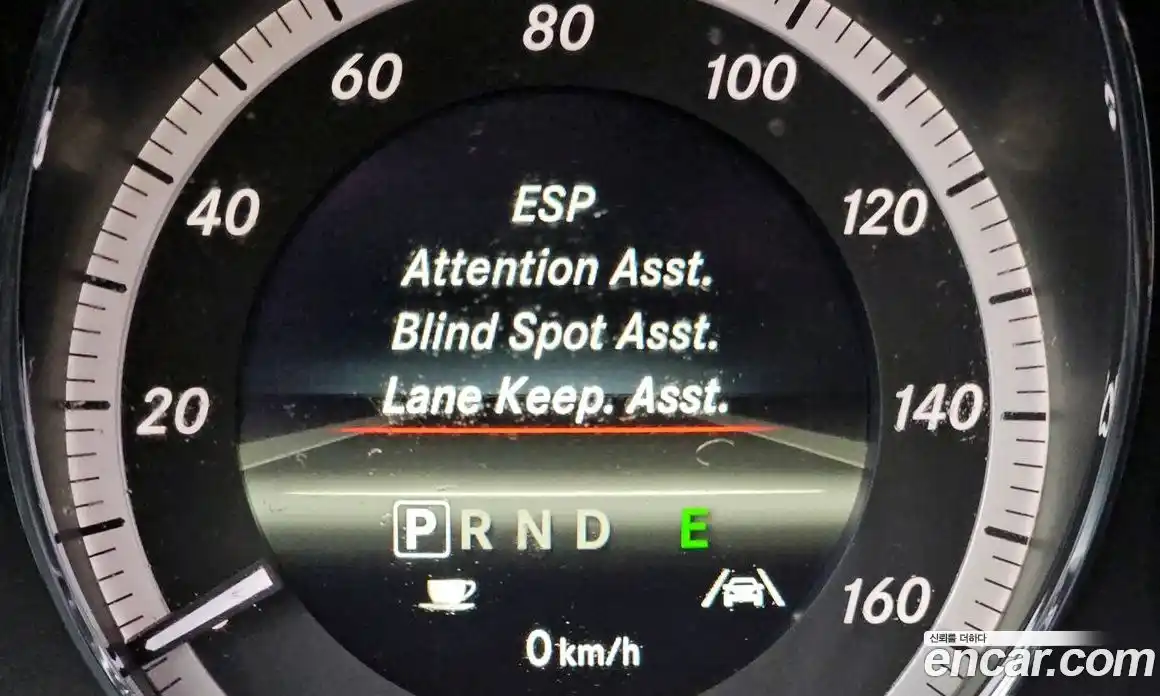 80
60
100
40
120
20
140
160
ESP
Attention Asst.
Blind Spot Asst.
Lane Keep. Asst.
P R N D E
0 km/h
신뢰를 더하다
encar.com